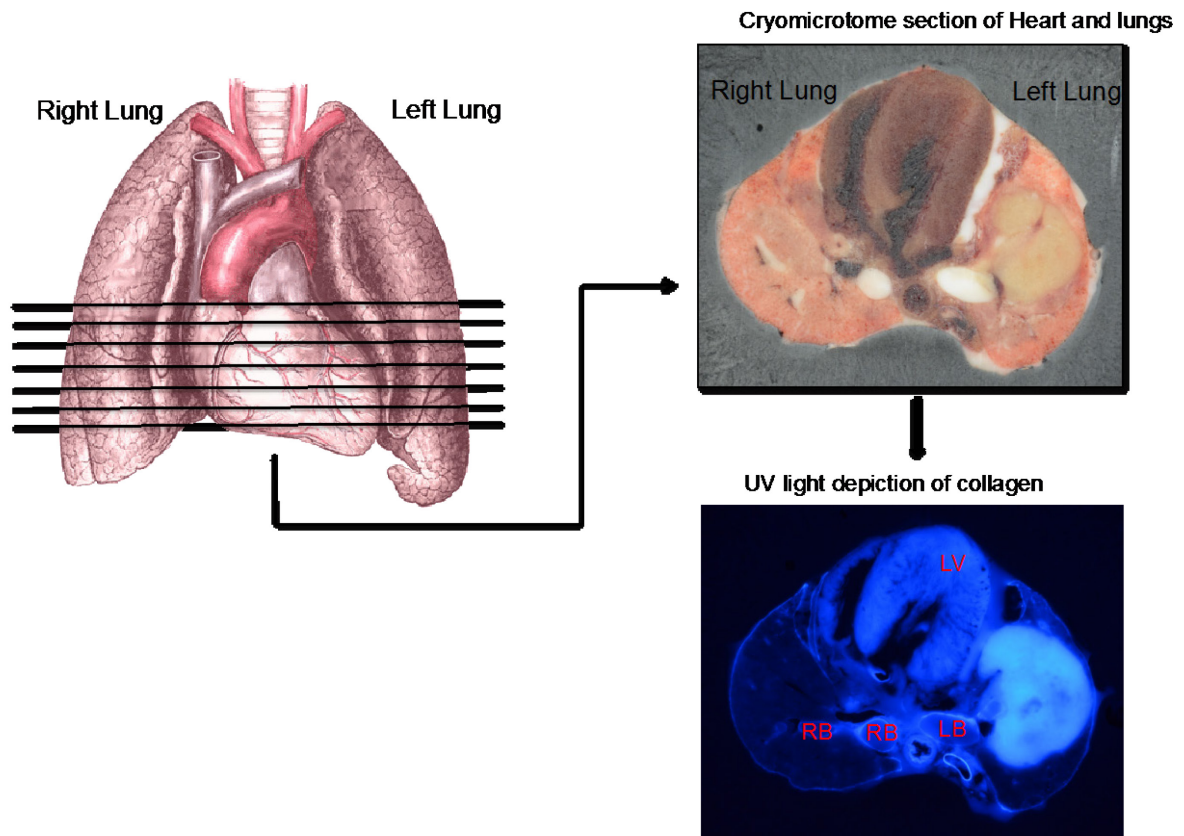 Cryomicrotome section of Heart and lungs
Right Lung
Left Lung
Right Lung
Left Lung
UV light depiction of collagen
LV
RB
RB
LB